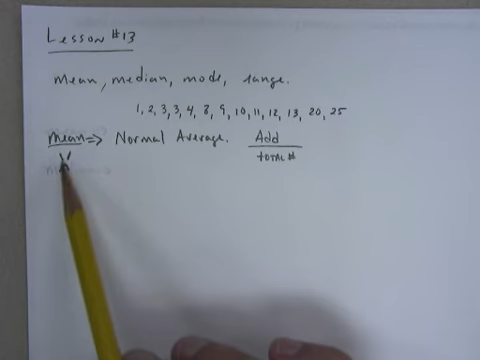 Lesson #13
mean, median, mode, range.
1, 2, 3, 3, 4, 8, 9, 10, 11, 12, 13, 20, 25
mean => Normal Average. Add
TOTAL #